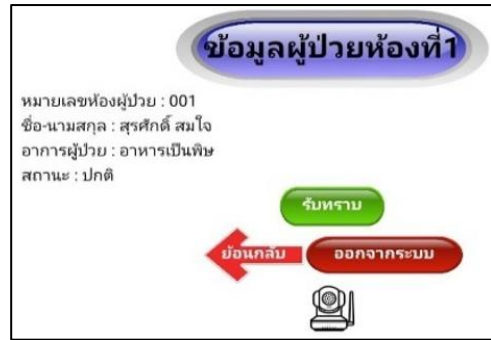 ข้อมูลผู้ป่วยห้องที่1
หมายเลขห้องผู้ป่วย : 001
ชื่อ-นามสกุล : สุรศักดิ์ สมใจ
อาการผู้ป่วย : อาหารเป็นพิษ
สถานะ : ปกติ
รับทราบ
ย้อนกลับ
ออกจากระบบ